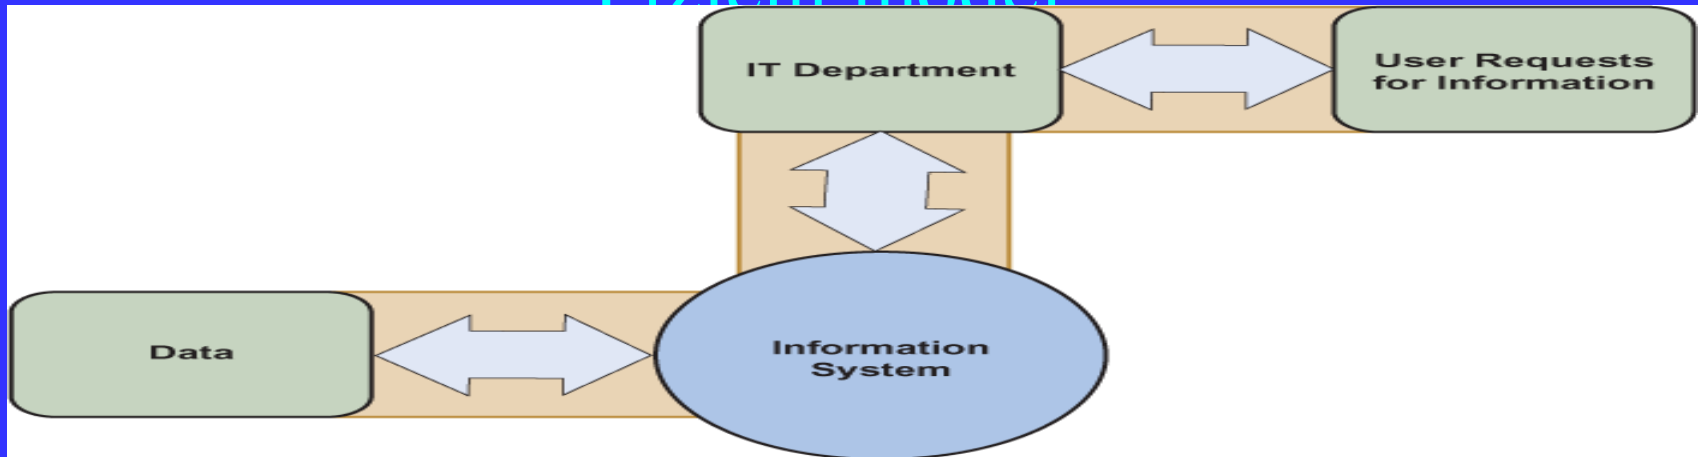 IT Department
User Requests
for Information
Data
Information
System